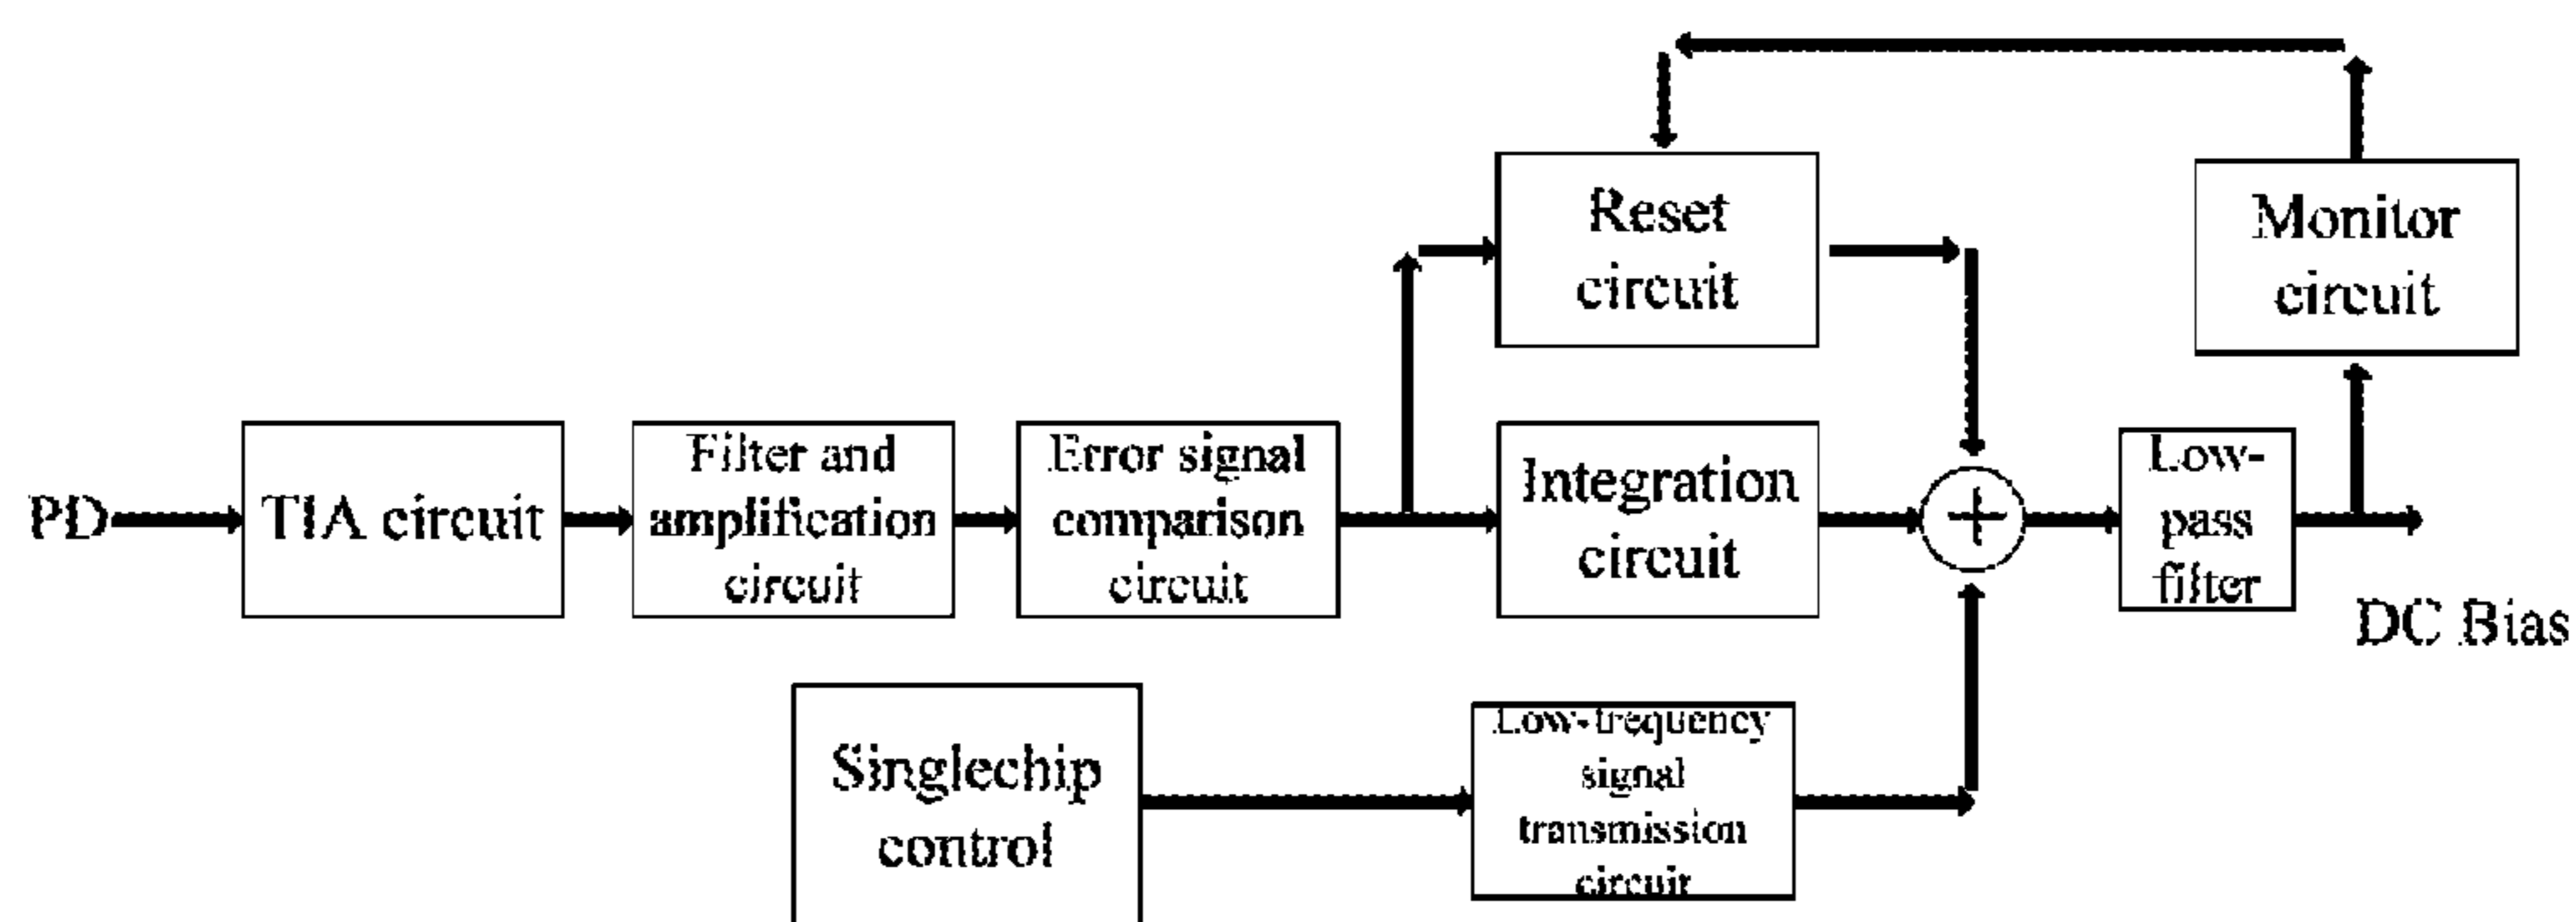 Reset
circuit
Monitor
circuit
PD
TIA circuit
Filter and
amplification
circuit
Error signal
comparison
circuit
Integration
circuit
+
Low-
pass
filter
DC Bias
Singlechip
control
Low-frequency
signal
transmission
circuit